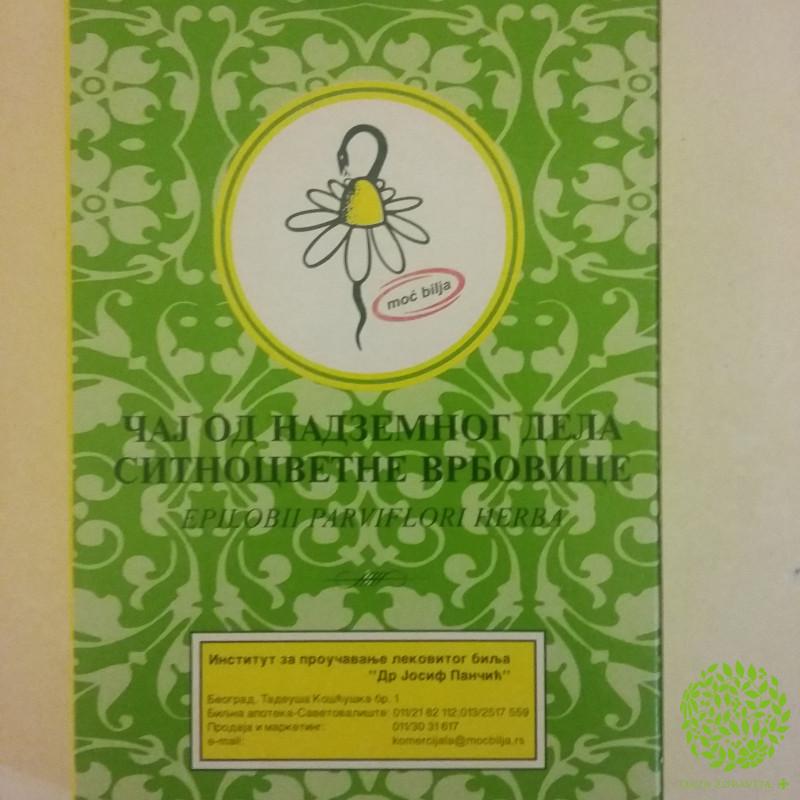 moć bilja
ЧАЈ ОД НАДЗЕМНОГ ДЕЛА
СИТНОЦВЕТНЕ ВРБОВИЦЕ
EPILOBII PARVIFLORI HERBA
Институт за проучавање лековитог биља
"Др Јосиф Панчић"
Београд, Тадеуша Кошћушка бр. 1
Биљна апотека-Саветовалиште: 011/21 82 112;013/2517 559
Продаја и маркетинг: 011/30 31 617
e-mail: komercijala@mocbilja.rs